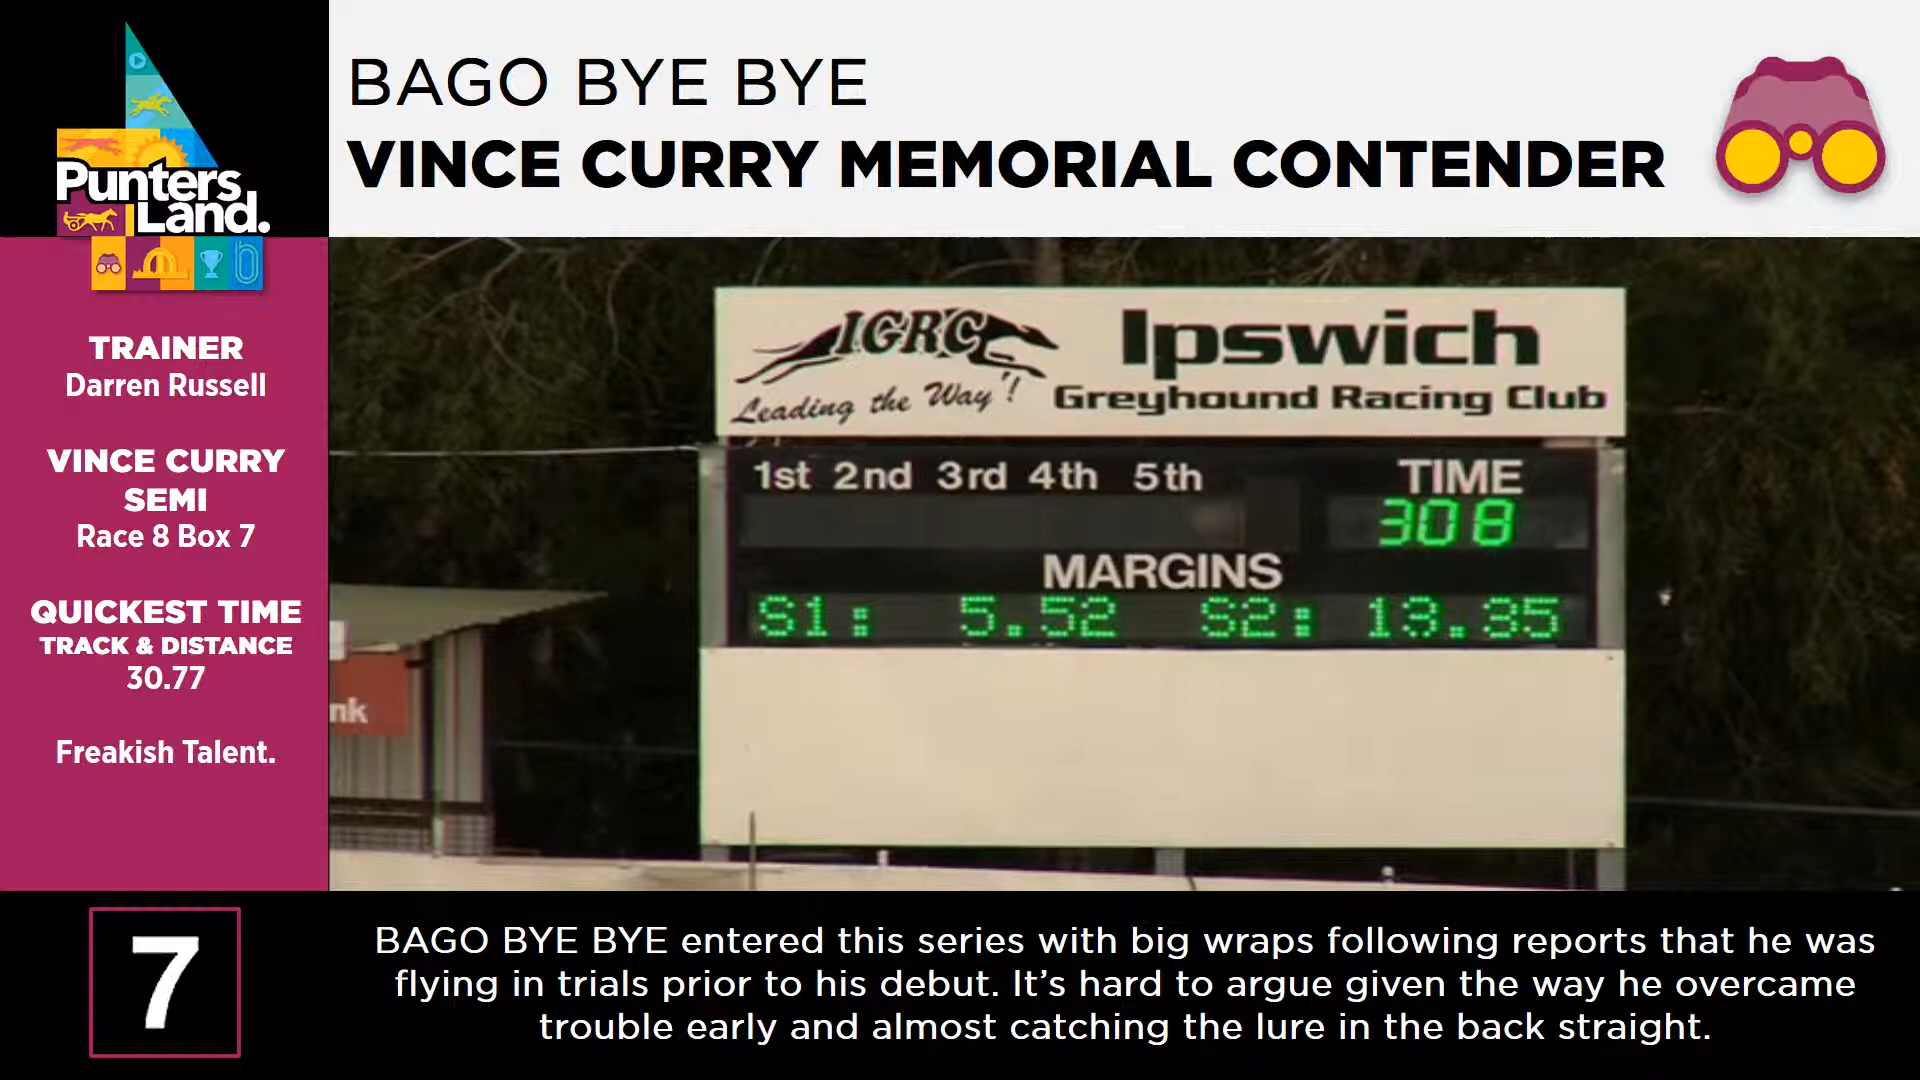 BAGO BYE BYE
VINCE CURRY MEMORIAL CONTENDER
Punters
Land.
TRAINER
Darren Russell
VINCE CURRY
SEMI
Race 8 Box 7
QUICKEST TIME
TRACK & DISTANCE
30.77
Freakish Talent.
IGRC
Leading the Way!
Ipswich
Greyhound Racing Club
1st 2nd 3rd 4th 5th TIME
308
MARGINS
S1: 5.52 S2: 13.35
nk
7
BAGO BYE BYE entered this series with big wraps following reports that he was
flying in trials prior to his debut. It's hard to argue given the way he overcame
trouble early and almost catching the lure in the back straight.